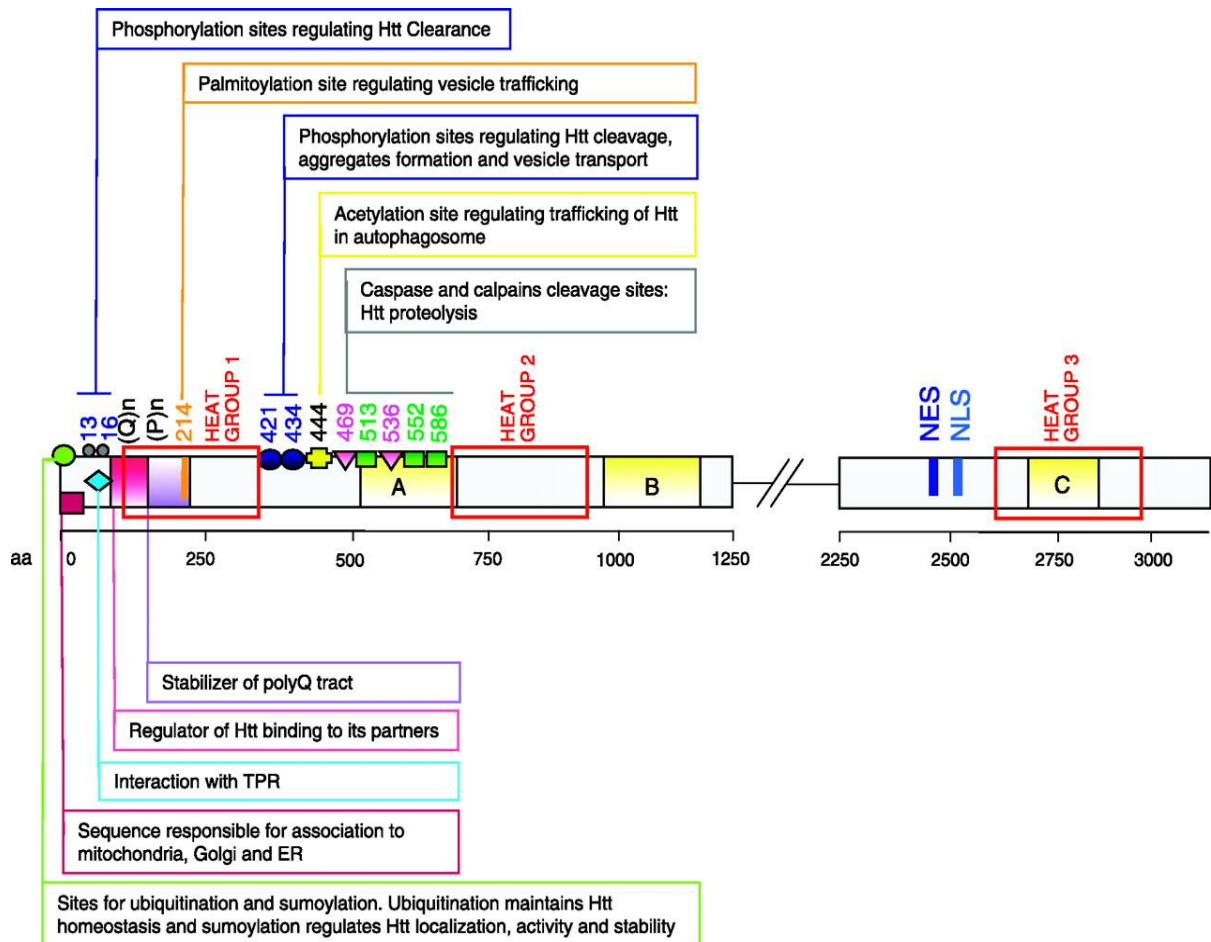 Phosphorylation sites regulating Htt Clearance
Palmitoylation site regulating vesicle trafficking
Phosphorylation sites regulating Htt cleavage,
aggregates formation and vesicle transport
Acetylation site regulating trafficking of Htt
in autophagosome
Caspase and calpains cleavage sites:
Htt proteolysis
13
16
(Q)n
(P)n
214
HEAT
GROUP 1
421
434
444
469
513
536
552
586
HEAT
GROUP 2
NES
NLS
HEAT
GROUP 3
A
B
C
aa 0 250 500 750 1000 1250 2250 2500 2750 3000
Stabilizer of polyQ tract
Regulator of Htt binding to its partners
Interaction with TPR
Sequence responsible for association to
mitochondria, Golgi and ER
Sites for ubiquitination and sumoylation. Ubiquitination maintains Htt
homeostasis and sumoylation regulates Htt localization, activity and stability